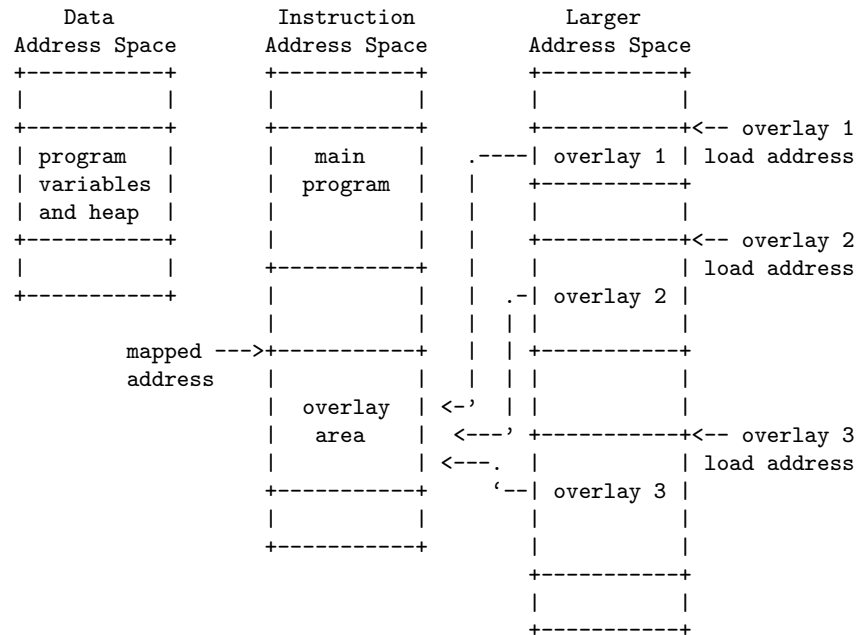 Data             Instruction            Larger
Address Space       Address Space       Address Space
+-----------+       +-----------+       +-----------+
|           |       |           |       |           |
+-----------+       +-----------+       +-----------+<-- overlay 1
| program   |       |   main    |   .----| overlay 1 | load address
| variables |       |  program  |   |   +-----------+
| and heap  |       |           |   |   |           |
+-----------+       |           |   |   +-----------+<-- overlay 2
|           |       +-----------+   |   |           | load address
+-----------+       |           |   | .-| overlay 2 |
                    |           |   | | |           |
         mapped --->+-----------+   | | +-----------+
         address    |           |   | | |           |
                    |  overlay  | <-' | |           |
                    |   area    |  <---' +-----------+<-- overlay 3
                    |           | <---. |           | load address
                    +-----------+     ‘--| overlay 3 |
                    |           |       |           |
                    +-----------+       |           |
                                        +-----------+
                                        |           |
                                        +-----------+